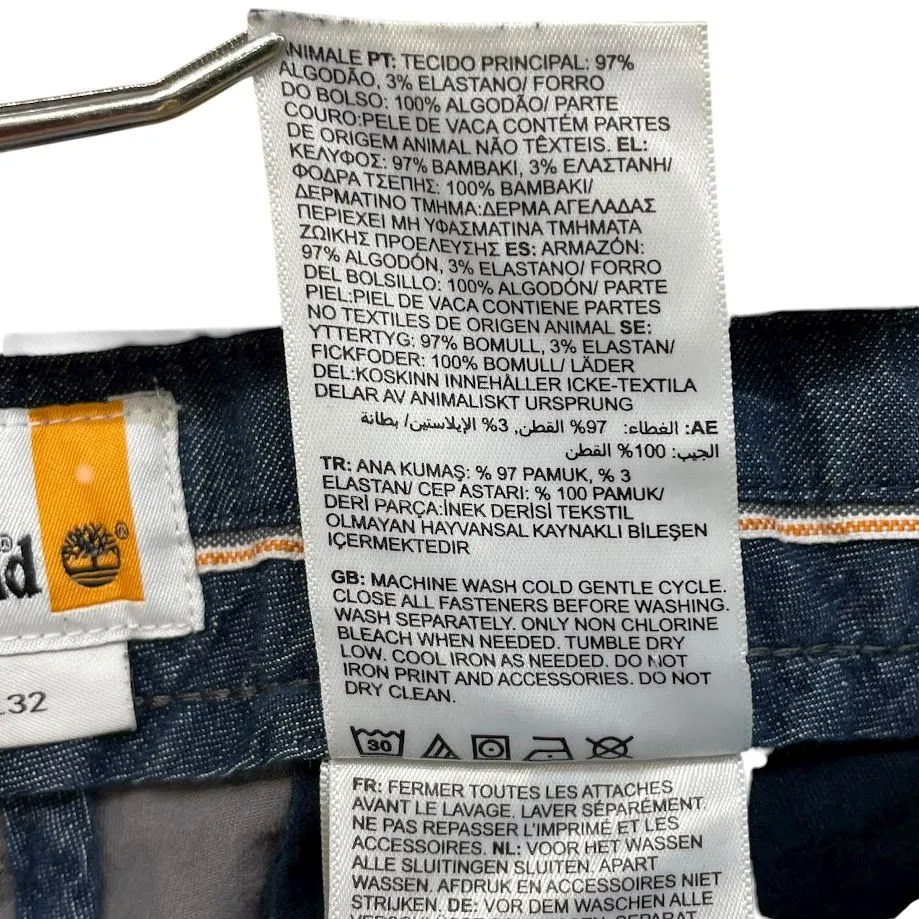 ANIMALE PT: TECIDO PRINCIPAL: 97%
ALGODÃO, 3% ELASTANO/ FORRO
DO BOLSO: 100% ALGODÃO/ PARTE
COURO:PELE DE VACA CONTÉM PARTES
DE ORIGEM ANIMAL NÃO TÊXTEIS. EL:
ΚΕΛΥΦΟΣ: 97% ΒΑΜΒΑΚΙ, 3% ΕΛΑΣΤΑΝΗ/
ΦΟΔΡΑ ΤΣΕΠΗΣ: 100% ΒΑΜΒΑΚΙ/
ΔΕΡΜΑΤΙΝΟ ΤΜΗΜΑ:ΔΕΡΜΑ ΑΓΕΛΑΔΑΣ
ΠΕΡΙΕΧΕΙ ΜΗ ΥΦΑΣΜΑΤΙΝΑ ΤΜΗΜΑΤΑ
ΖΩΙΚΗΣ ΠΡΟΕΛΕΥΣΗΣ ES: ARMAZÓN:
97% ALGODÓN, 3% ELASTANO/ FORRO
DEL BOLSILLO: 100% ALGODÓN/ PARTE
PIEL:PIEL DE VACA CONTIENE PARTES
NO TEXTILES DE ORIGEN ANIMAL SE:
YTTERTYG: 97% BOMULL, 3% ELASTAN/
FICKFODER: 100% BOMULL/ LÄDER
DEL:KOSKINN INNEHÅLLER ICKE-TEXTILA
DELAR AV ANIMALISKT URSPRUNG
AE: الغطاء: 97% القطن, 3% الإيلاستين/ بطانة
الجيب: 100% القطن
TR: ANA KUMAŞ: % 97 PAMUK, % 3
ELASTAN/ CEP ASTARI: % 100 PAMUK/
DERİ PARÇA:İNEK DERİSİ TEKSTİL
OLMAYAN HAYVANSAL KAYNAKLI BİLEŞEN
İÇERMEKTEDIR
GB: MACHINE WASH COLD GENTLE CYCLE.
CLOSE ALL FASTENERS BEFORE WASHING.
WASH SEPARATELY. ONLY NON CHLORINE
BLEACH WHEN NEEDED. TUMBLE DRY
LOW. COOL IRON AS NEEDED. DO NOT
IRON PRINT AND ACCESSORIES. DO NOT
DRY CLEAN.
30
FR: FERMER TOUTES LES ATTACHES
AVANT LE LAVAGE. LAVER SÉPARÉMENT.
NE PAS REPASSER L'IMPRIMÉ ET LES
ACCESSOIRES. NL: VOOR HET WASSEN
ALLE SLUITINGEN SLUITEN. APART
WASSEN. AFDRUK EN ACCESSOIRES NIET
STRIJKEN. DE: VOR DEM WASCHEN ALLE
®
®
32